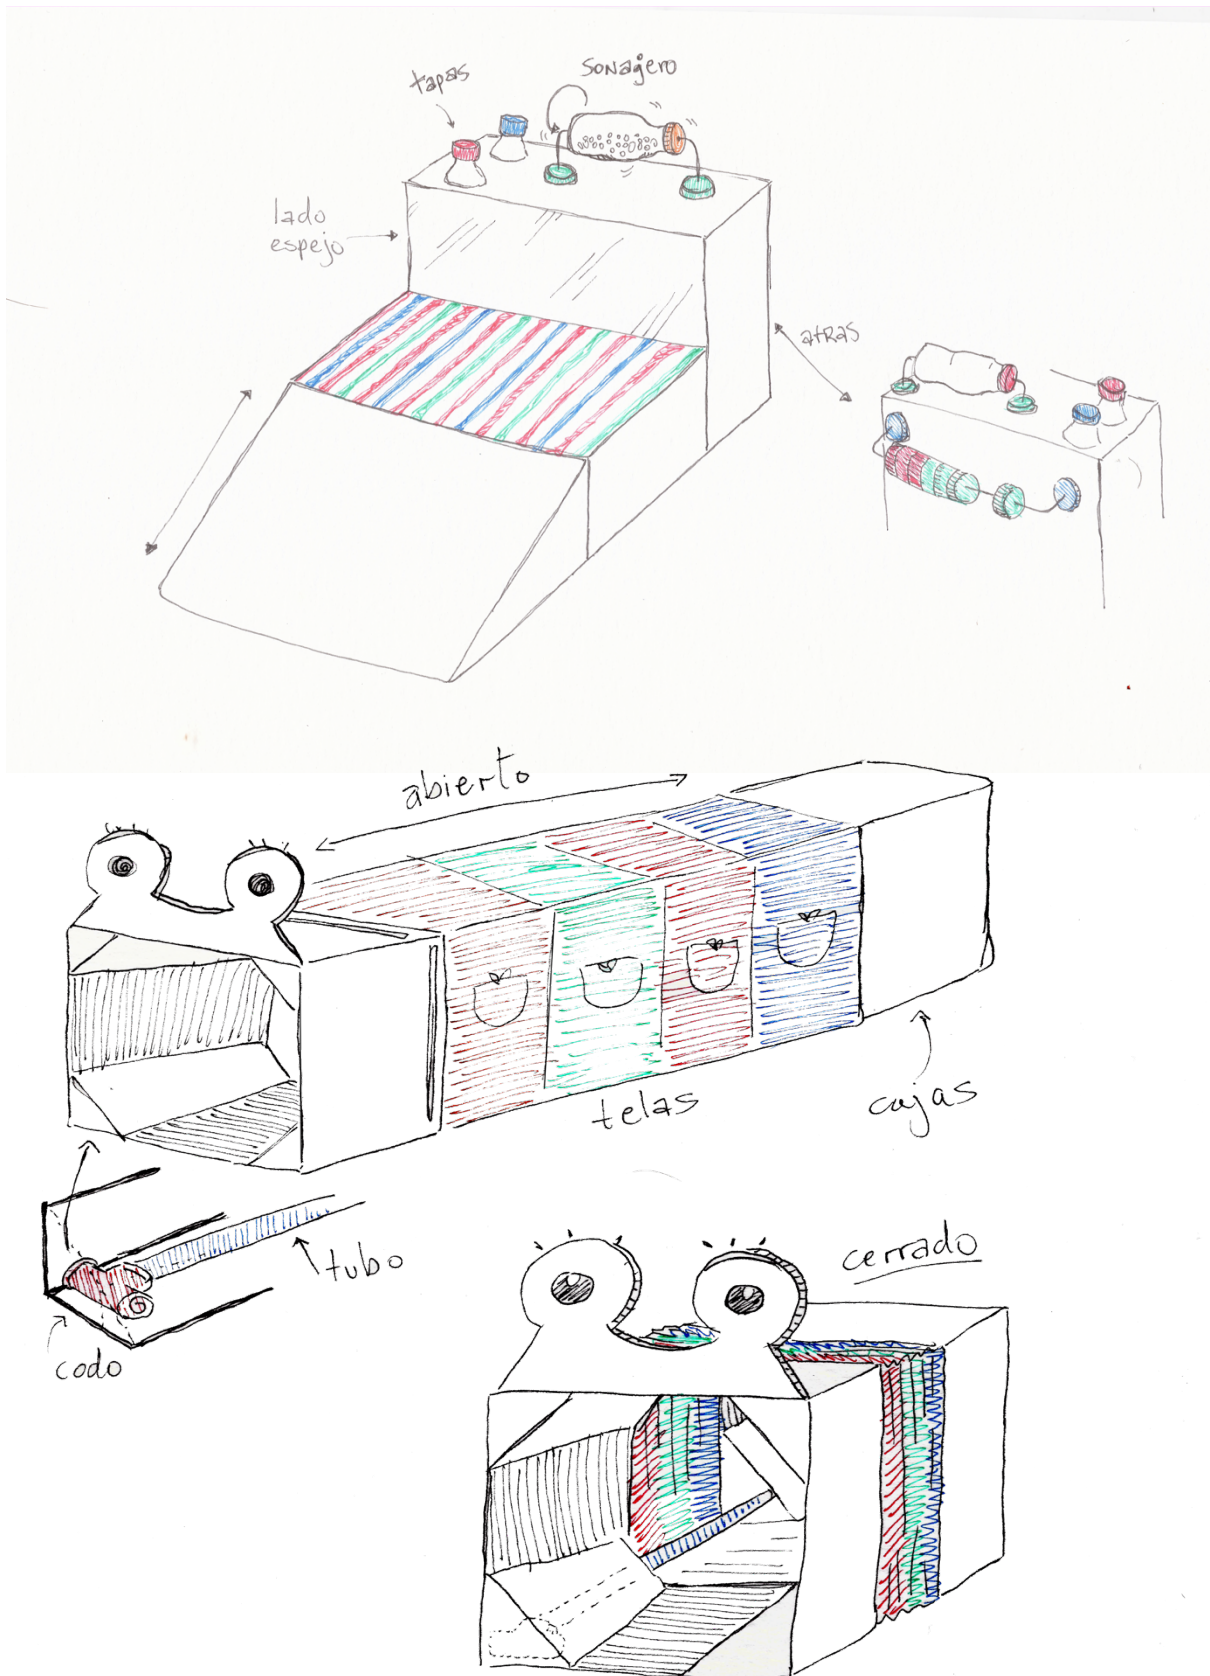 tapas
sonajero
lado
espejo
atras
abierto
telas
cajas
tubo
codo
cerrado